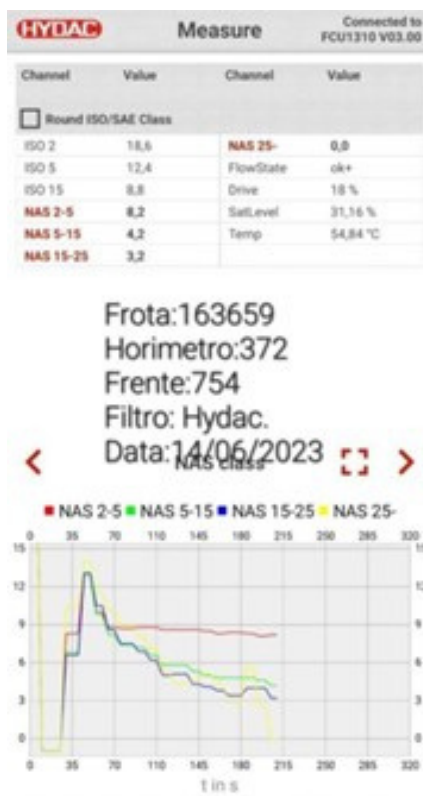 HYDAC
Measure
Connected to
FCU1310 V03.00
Channel Value Channel Value
Round ISO/SAE Class
ISO 2 18,6 NAS 25- 0,0
ISO 5 12,4 FlowState ok+
ISO 15 8,8 Drive 18 %
NAS 2-5 8,2 SatLevel 31,16 %
NAS 5-15 4,2 Temp 54,84 °C
NAS 15-25 3,2
Frota:163659
Horimetro:372
Frente:754
Filtro: Hydac.
Data:14/06/2023
NAS class
NAS 2-5 NAS 5-15 NAS 15-25 NAS 25-
0 35 70 110 145 180 215 250 285 320
15
12 12
9 9
6 6
3 3
0 0
0 35 70 110 145 180 215 250 285 320
t in s